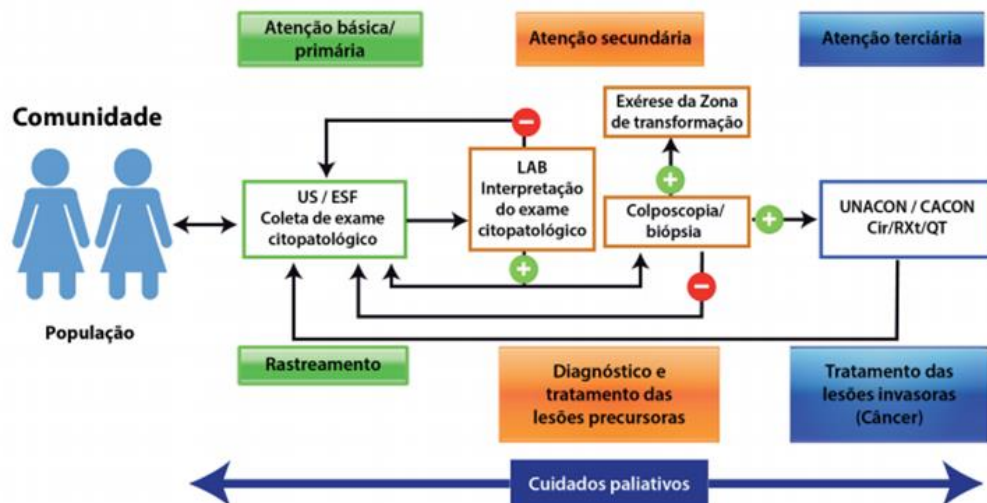 Atenção básica/
primária
Atenção secundária
Atenção terciária
Comunidade
População
US / ESF
Coleta de exame
citopatológico
LAB
Interpretação
do exame
citopatológico
Exérese da Zona
de transformação
Colposcopia/
biópsia
UNACON / CACON
Cir/RXt/QT
Rastreamento
Diagnóstico e
tratamento das
lesões precursoras
Tratamento das
lesões invasoras
(Câncer)
Cuidados paliativos